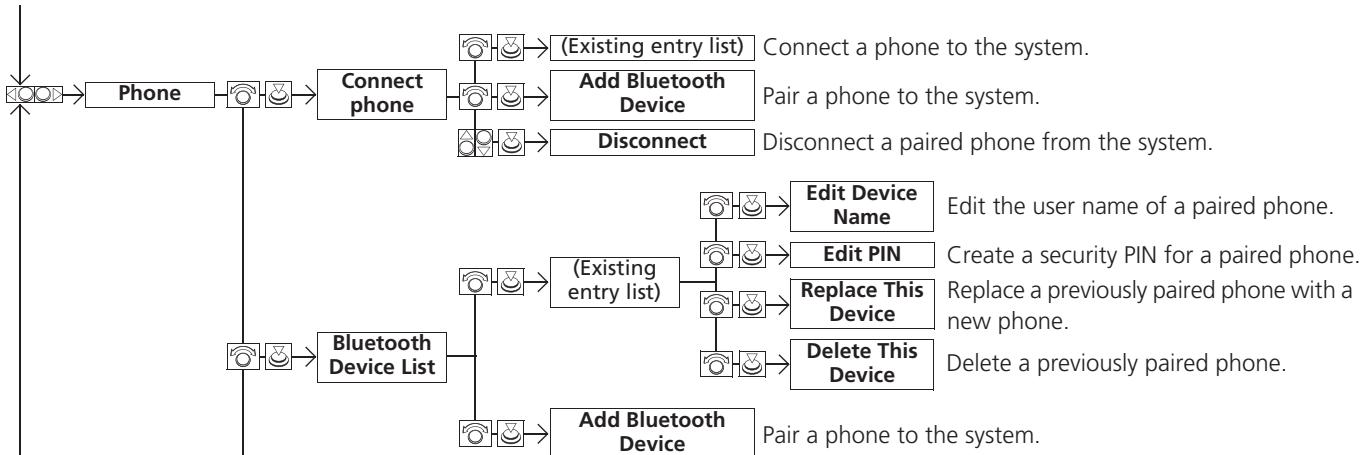 Phone
Connect
phone
(Existing entry list)
Connect a phone to the system.
Add Bluetooth
Device
Pair a phone to the system.
Disconnect
Disconnect a paired phone from the system.
Bluetooth
Device List
(Existing
entry list)
Edit Device
Name
Edit the user name of a paired phone.
Edit PIN
Create a security PIN for a paired phone.
Replace This
Device
Replace a previously paired phone with a
new phone.
Delete This
Device
Delete a previously paired phone.
Add Bluetooth
Device
Pair a phone to the system.